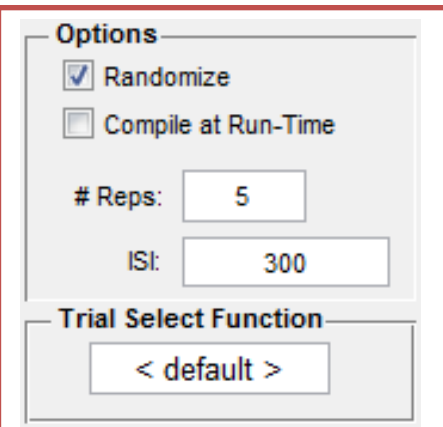 Options
Randomize
Compile at Run-Time
# Reps: 5
ISI: 300
Trial Select Function
< default >